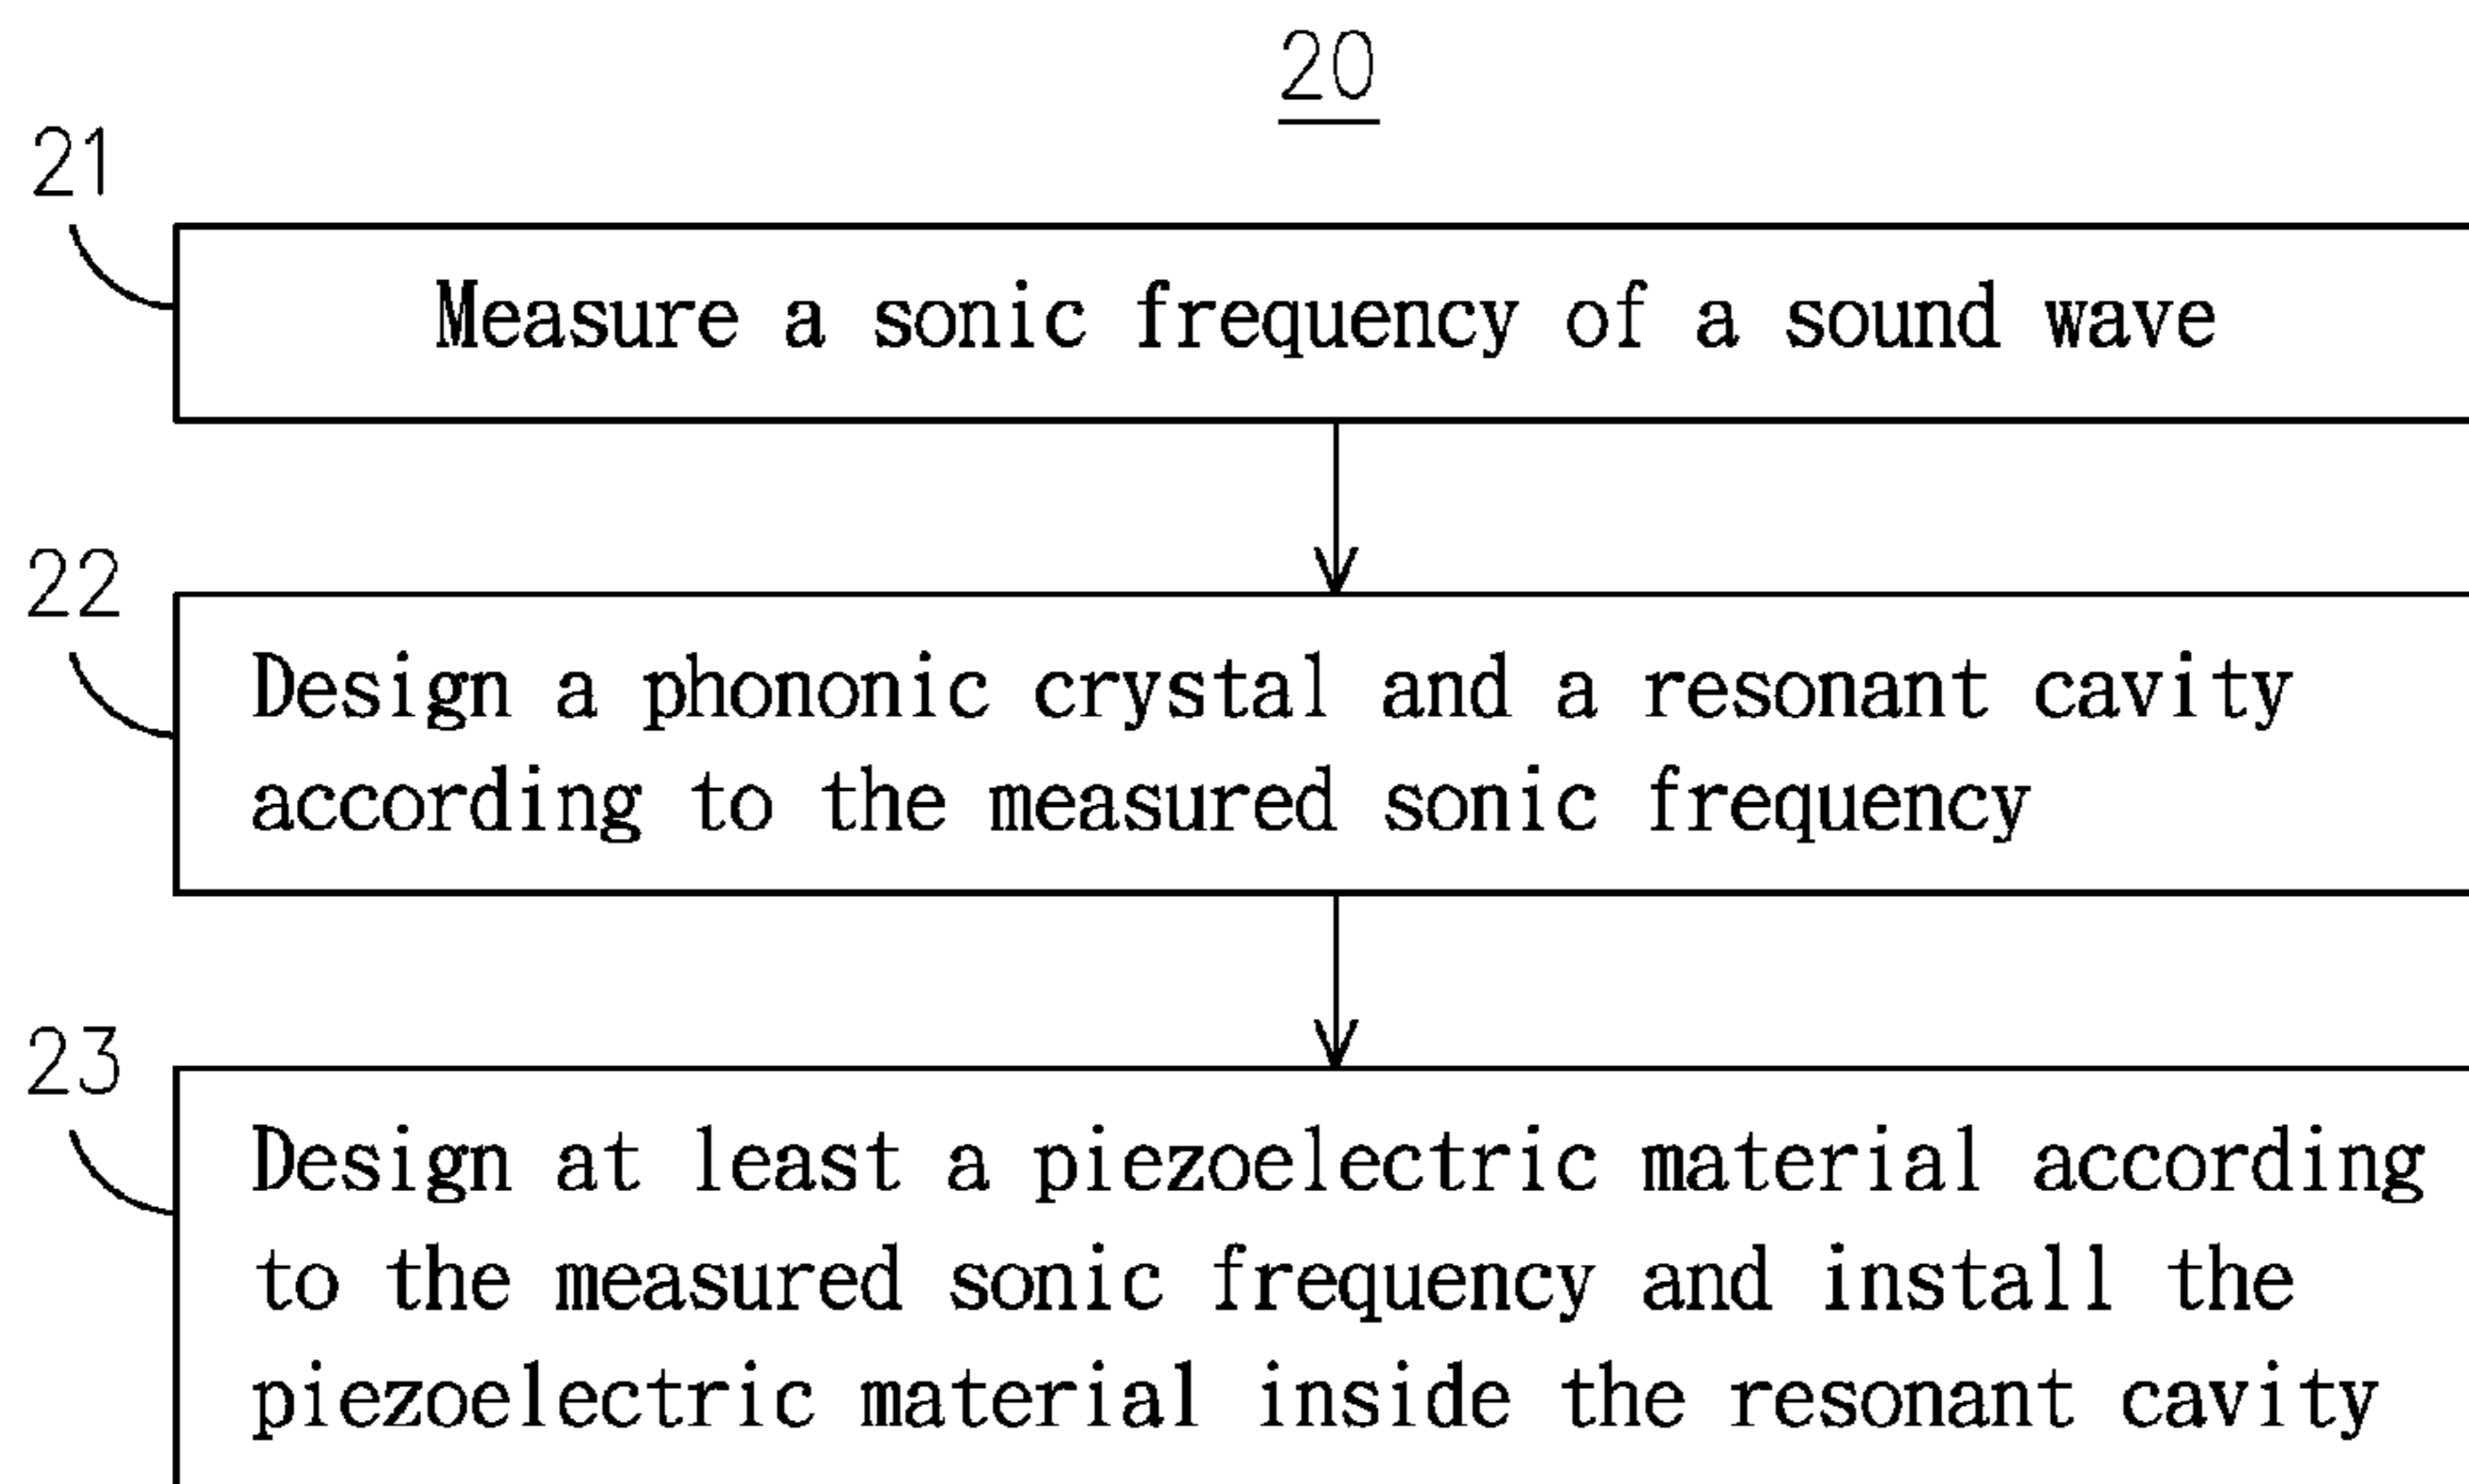 20
21
Measure a sonic frequency of a sound wave
22
Design a phononic crystal and a resonant cavity
according to the measured sonic frequency
23
Design at least a piezoelectric material according
to the measured sonic frequency and install the
piezoelectric material inside the resonant cavity